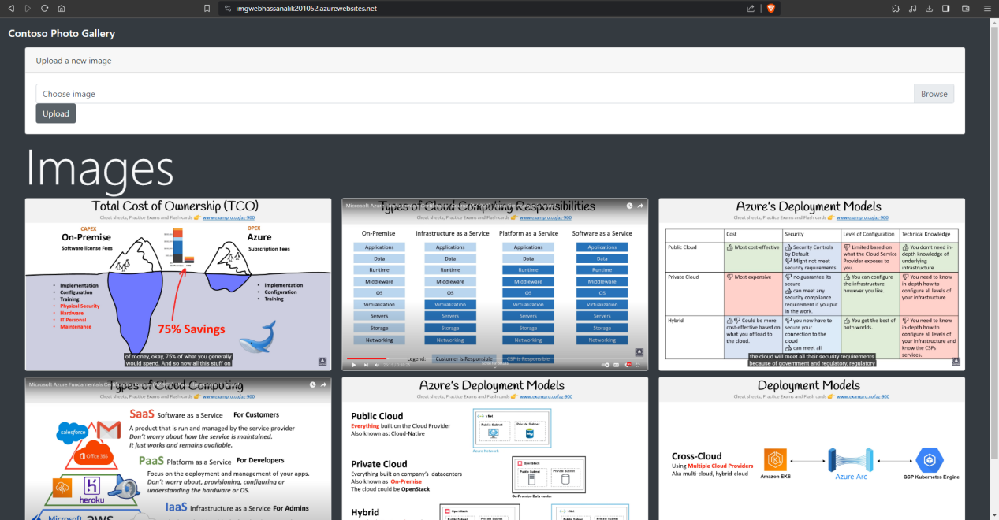 imgwebhassanalik201052.azurewebsites.net
Contoso Photo Gallery
Upload a new image
Choose image
Browse
Upload
Images
Total Cost of Ownership (TCO)
Cheat sheets, Practice Exams and Flash cards 👉 www.exampro.co/az-900
CAPEX
On-Premise
Software license Fees
OPEX
Azure
Subscription Fees
• Implementation
• Configuration
• Training
• Physical Security
• Hardware
• IT Personal
• Maintenance
• Implementation
• Configuration
• Training
75% Savings
of money, okay, 75% of what you generally
would spend. And so now all this stuff on
Types of Cloud Computing Responsibilities
Cheat sheets, Practice Exams and Flash cards 👉 www.exampro.co/az-900
On-Premise Infrastructure as a Service Platform as a Service Software as a Service
Applications Applications Applications Applications
Data Data Data Data
Runtime Runtime Runtime Runtime
Middleware Middleware Middleware Middleware
OS OS OS OS
Virtualization Virtualization Virtualization Virtualization
Servers Servers Servers Servers
Storage Storage Storage Storage
Networking Networking Networking Networking
Legend: Customer is Responsible CSP is Responsible
Azure's Deployment Models
Cheat sheets, Practice Exams and Flash cards 👉 www.exampro.co/az-900
Cost Security Level of Configuration Technical Knowledge
Public Cloud
Most cost-effective
Security Controls
by Default
Might not meet
security requirements
Limited based on
what the Cloud Service
Provider exposes to
you.
You don't need in-
depth knowledge of
underlying
infrastructure
Private Cloud
Most expensive
no guarantee its
secure
can meet any
security compliance
requirement if you put
in the work.
You can configure
the infrastructure
however you like.
You need to know
in-depth how to
configure all levels of
your infrastructure
Hybrid
Could be more
cost-effective based on
what you offload to
the cloud.
you now have to
secure your
connection to the
cloud
can meet all
You get the best of
both worlds.
You need to know
in-depth how to
configure all levels of
your infrastructure and
know the CSPs
services.
the cloud will meet all their security requirements
because of government and regulatory, regulatory
Types of Cloud Computing
Cheat sheets, Practice Exams and Flash cards 👉 www.exampro.co/az-900
SaaS Software as a Service For Customers
A product that is run and managed by the service provider
Don't worry about how the service is maintained.
It just works and remains available.
PaaS Platform as a Service For Developers
Focus on the deployment and management of your apps.
Don't worry about, provisioning, configuring or
understanding the hardware or OS.
IaaS Infrastructure as a Service For Admins
salesforce
Office 365
heroku
Microsoft
aws
Azure's Deployment Models
Cheat sheets, Practice Exams and Flash cards 👉 www.exampro.co/az-900
Public Cloud
Everything built on the Cloud Provider
Also known as: Cloud-Native
vNet
Public Subnet Private Subnet
Azure Network
Private Cloud
Everything built on company's datacenters
Also known as On-Premise
The cloud could be OpenStack
OpenStack
Public Subnet Private Subnet
On-Premise Data center
Hybrid
OpenStack
Public Subnet Private Subnet
vNet
Public Subnet Private Subnet
Deployment Models
Cheat sheets, Practice Exams and Flash cards 👉 www.exampro.co/az-900
Cross-Cloud
Using Multiple Cloud Providers
Aka multi-cloud, hybrid-cloud
Amazon EKS
Azure Arc
GCP Kubernetes Engine